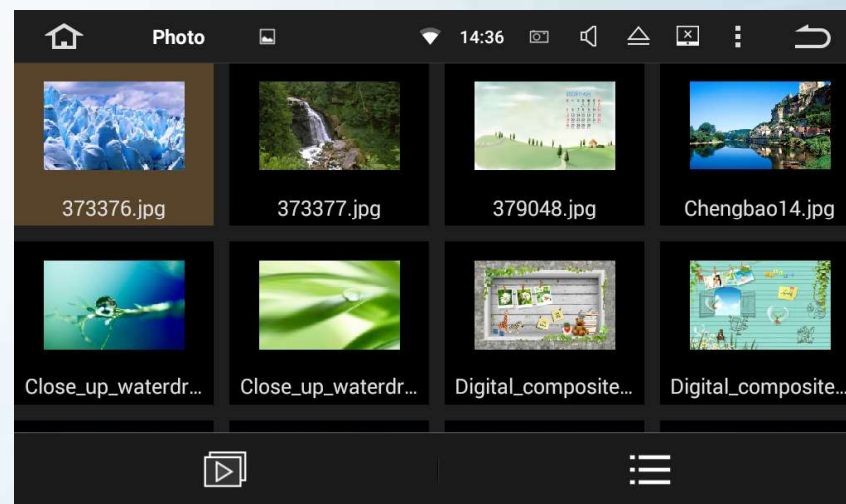 Photo
14:36
373376.jpg
373377.jpg
379048.jpg
Chengbao14.jpg
Close_up_waterdr...
Close_up_waterdr...
Digital_composite...
Digital_composite...